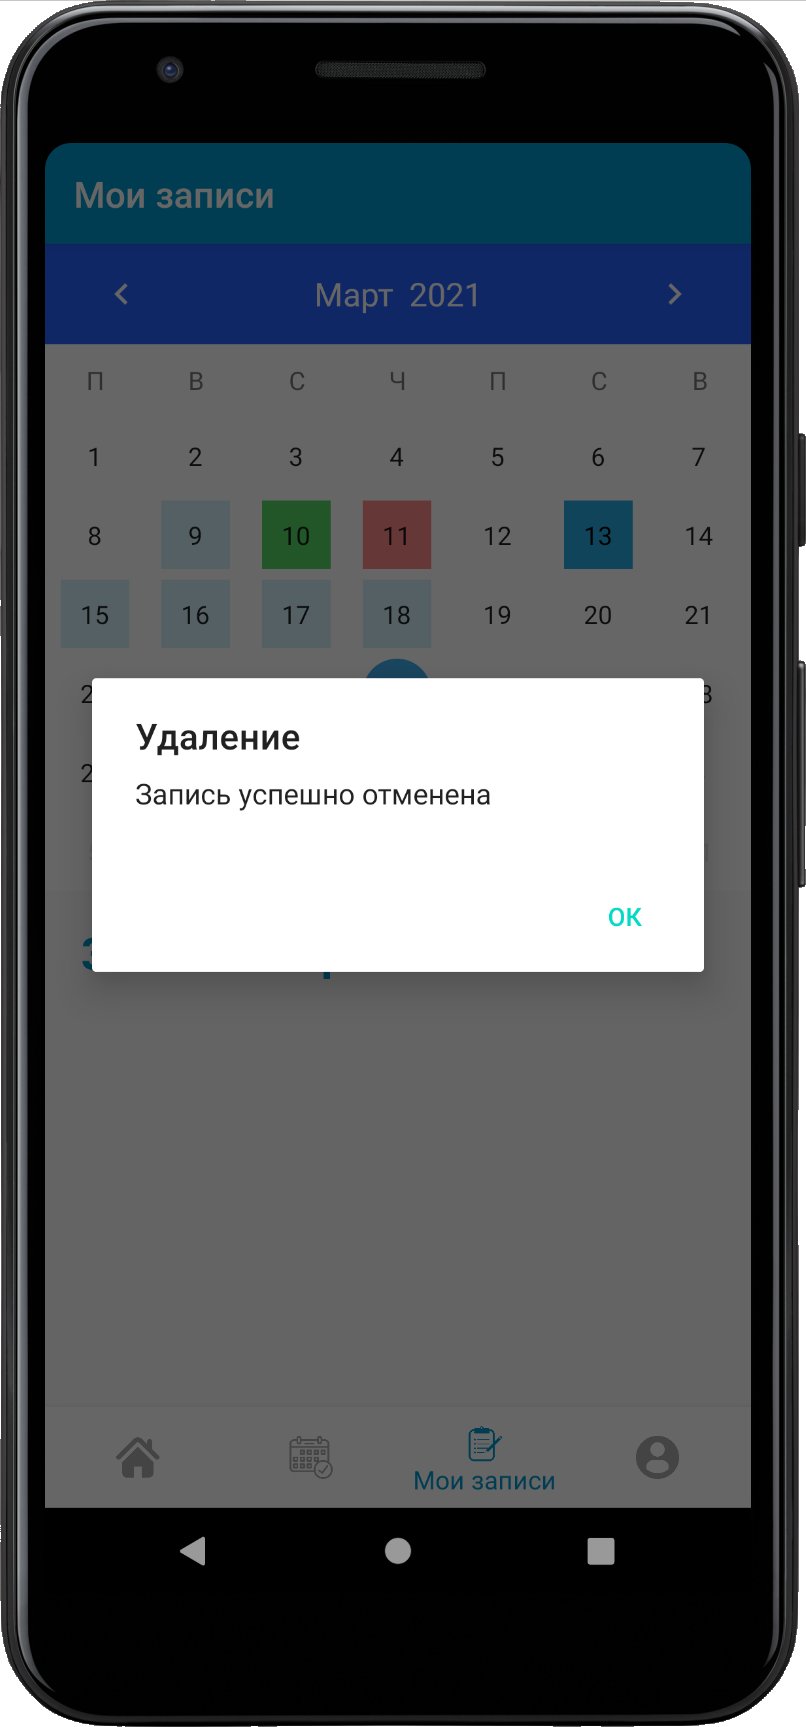 Мои записи
Март 2021
П В С Ч П С В
1 2 3 4 5 6 7
8 9 10 11 12 13 14
15 16 17 18 19 20 21
Удаление
Запись успешно отменена
ОК
Мои записи